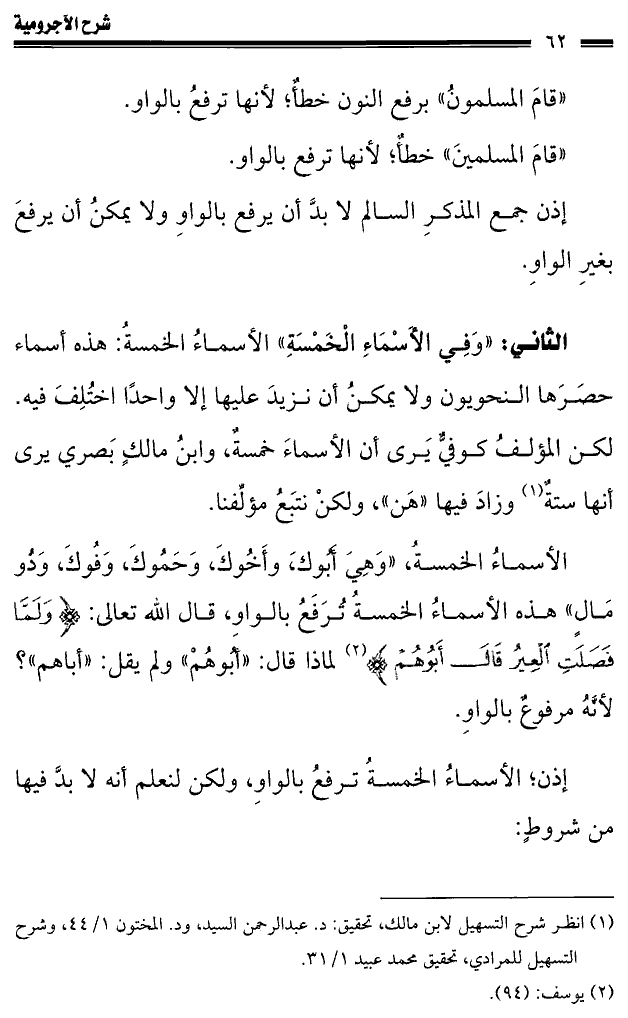 شرح الآجرومية
٦٢
«قامَ المسلمونُ» برفع النون خطأٌ؛ لأنها ترفعُ بالواو.
«قامَ المسلمينَ» خطأٌ؛ لأنها ترفع بالواو.
إذن جمع المذكرِ السالم لا بدَّ أن يرفع بالواوِ ولا يمكنُ أن يرفعَ
بغيرِ الواوِ.
الثاني: «وَفِي الأَسْمَاءِ الْخَمْسَةِ» الأسماءُ الخمسةُ: هذه أسماء
حصَرَها النحويون ولا يمكنُ أن نزيدَ عليها إلا واحدًا اختُلِفَ فيه.
لكن المؤلفُ كوفيٌّ يَرى أن الأسماءَ خمسةٌ، وابنُ مالكٍ بَصري يرى
أنها ستةٌ(١) وزادَ فيها «هَن»، ولكنْ نتبَعُ مؤلِّفنا.
الأسماءُ الخمسةُ، «وَهِيَ أَبُوكَ، وَأَخُوكَ، وَحَمُوكَ، وَفُوكَ، وَذُو
مَالٍ» هذه الأسماءُ الخمسةُ تُرفَعُ بالواوِ، قال الله تعالى: ﴿ وَلَمَّا
فَصَلَتِ ٱلْعِيرُ قَالَ أَبُوهُمْ ﴾(٢) لماذا قال: «أَبُوهُمْ» ولم يقل: «أباهم»؟
لأنَّهُ مرفوعٌ بالواوِ.
إذن؛ الأسماءُ الخمسةُ ترفعُ بالواوِ، ولكن لنعلم أنه لا بدَّ فيها
من شروطٍ:
(١) انظر شرح التسهيل لابن مالك، تحقيق: د. عبدالرحمن السيد، ود. المختون ١/ ٤٤، وشرح
التسهيل للمرادي، تحقيق محمد عبيد ١/ ٣١.
(٢) يوسف: (٩٤).